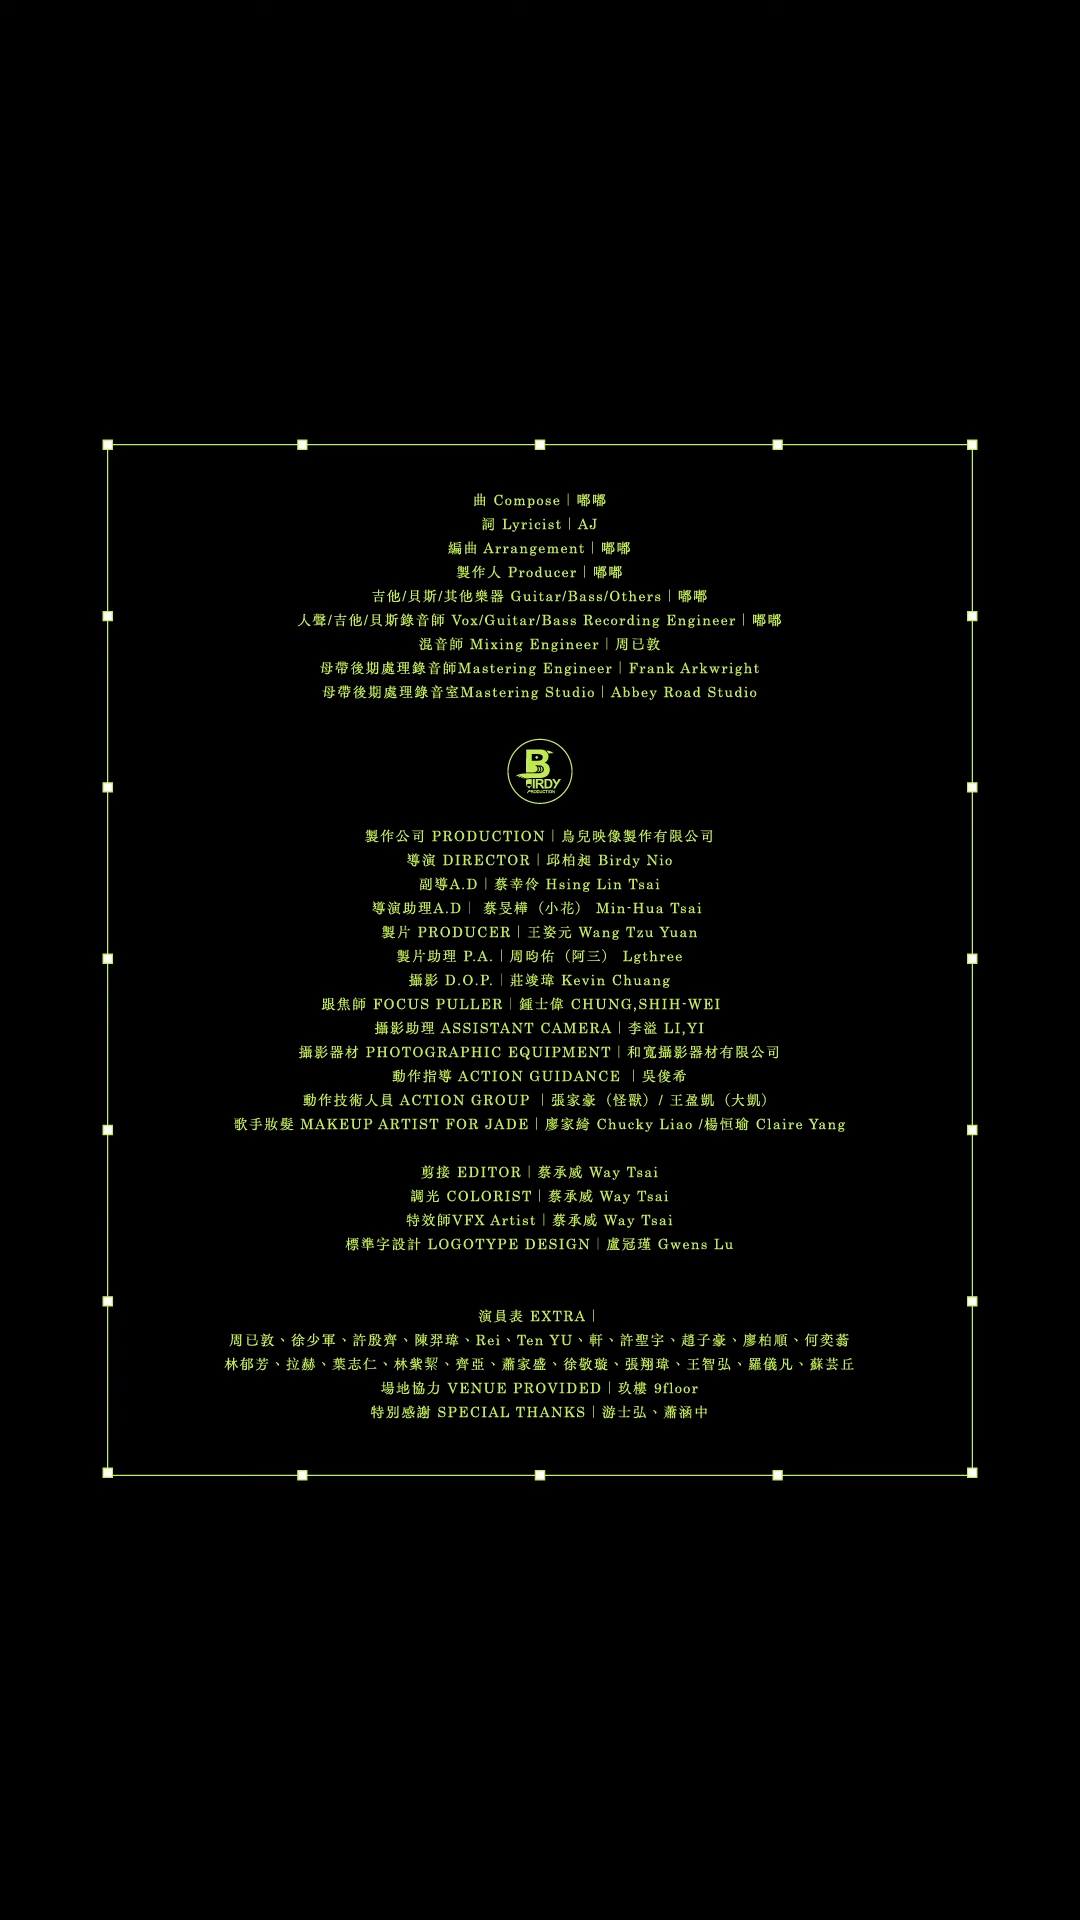 曲 Compose｜嘟嘟
詞 Lyricist｜AJ
編曲 Arrangement｜嘟嘟
製作人 Producer｜嘟嘟
吉他/貝斯/其他樂器 Guitar/Bass/Others｜嘟嘟
人聲/吉他/貝斯錄音師 Vox/Guitar/Bass Recording Engineer｜嘟嘟
混音師 Mixing Engineer｜周已敦
母帶後期處理錄音師Mastering Engineer｜Frank Arkwright
母帶後期處理錄音室Mastering Studio｜Abbey Road Studio
B
BIRDY
PRODUCTION
製作公司 PRODUCTION｜鳥兒映像製作有限公司
導演 DIRECTOR｜邱柏昶 Birdy Nio
副導A.D｜蔡幸伶 Hsing Lin Tsai
導演助理A.D｜ 蔡旻樺（小花） Min-Hua Tsai
製片 PRODUCER｜王姿元 Wang Tzu Yuan
製片助理 P.A.｜周昀佑（阿三） Lgthree
攝影 D.O.P.｜莊竣瑋 Kevin Chuang
跟焦師 FOCUS PULLER｜鍾士偉 CHUNG,SHIH-WEI
攝影助理 ASSISTANT CAMERA｜李溢 LI,YI
攝影器材 PHOTOGRAPHIC EQUIPMENT｜和寬攝影器材有限公司
動作指導 ACTION GUIDANCE ｜吳俊希
動作技術人員 ACTION GROUP ｜張家豪（怪獸）/ 王盈凱（大凱）
歌手妝髮 MAKEUP ARTIST FOR JADE｜廖家綺 Chucky Liao /楊恒瑜 Claire Yang
剪接 EDITOR｜蔡承威 Way Tsai
調光 COLORIST｜蔡承威 Way Tsai
特效師VFX Artist｜蔡承威 Way Tsai
標準字設計 LOGOTYPE DESIGN｜盧冠瑾 Gwens Lu
演員表 EXTRA｜
周已敦、徐少軍、許殷齊、陳羿瑋、Rei、Ten YU、軒、許聖宇、趙子豪、廖柏順、何奕蓊
林郁芳、拉赫、葉志仁、林紫絜、齊亞、蕭家盛、徐敬璇、張翔瑋、王智弘、羅儀凡、蘇芸丘
場地協力 VENUE PROVIDED｜玖樓 9floor
特別感謝 SPECIAL THANKS｜游士弘、蕭涵中